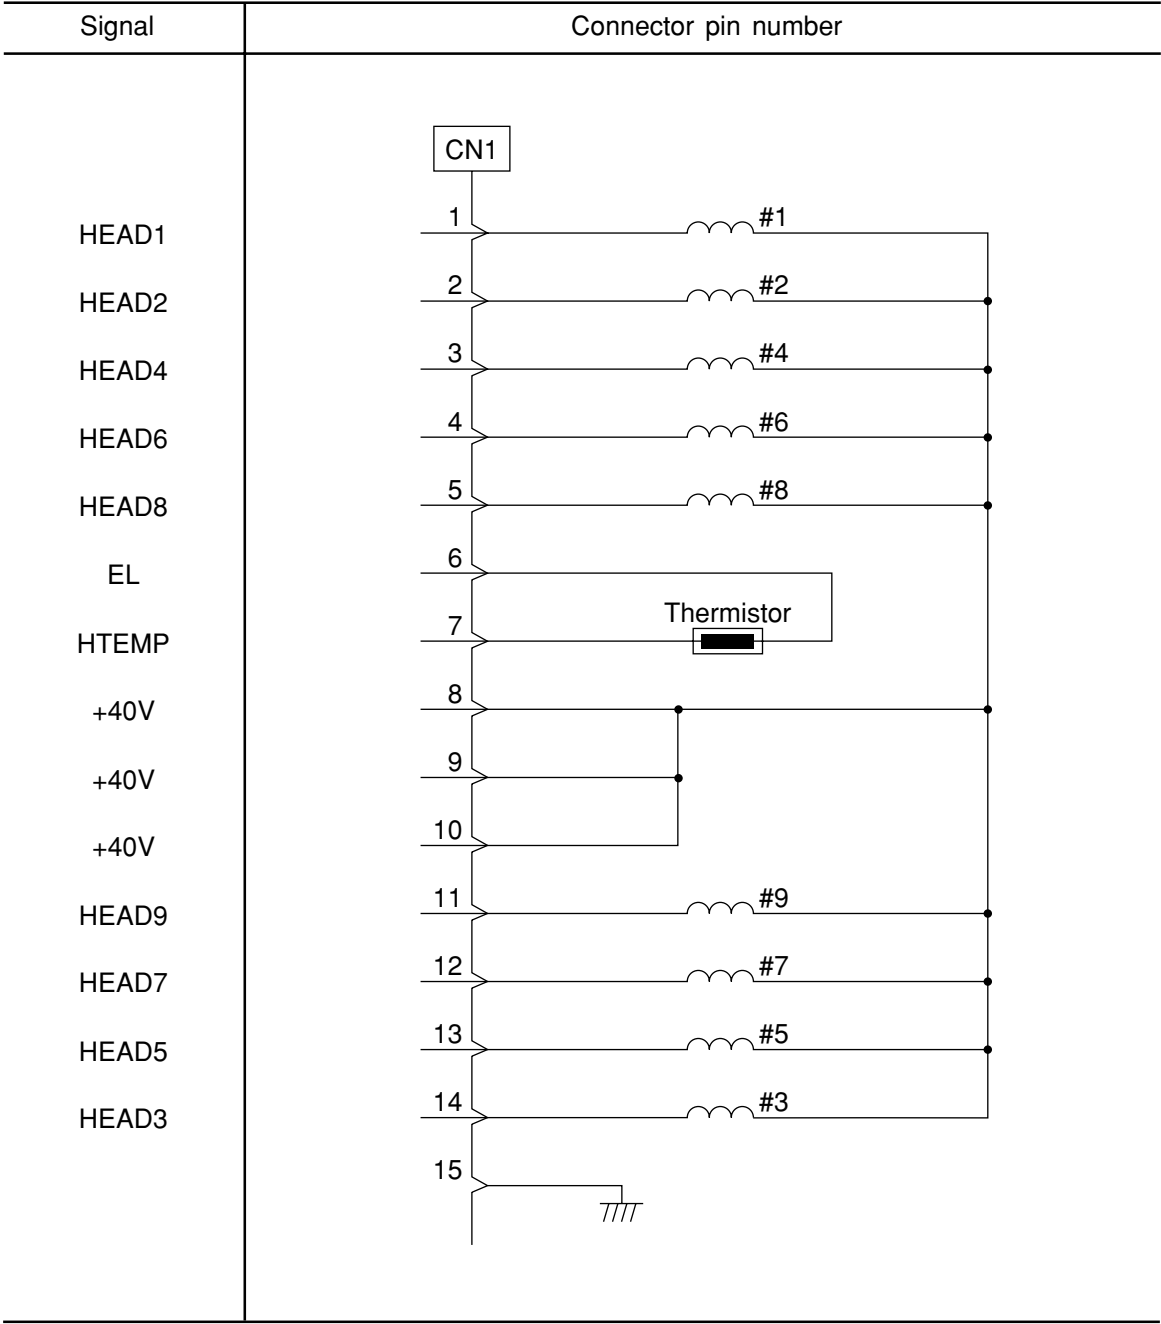 Signal Connector pin number
CN1
HEAD1 1 #1
HEAD2 2 #2
HEAD4 3 #4
HEAD6 4 #6
HEAD8 5 #8
EL 6
Thermistor
HTEMP 7
+40V 8
+40V 9
+40V 10
HEAD9 11 #9
HEAD7 12 #7
HEAD5 13 #5
HEAD3 14 #3
15